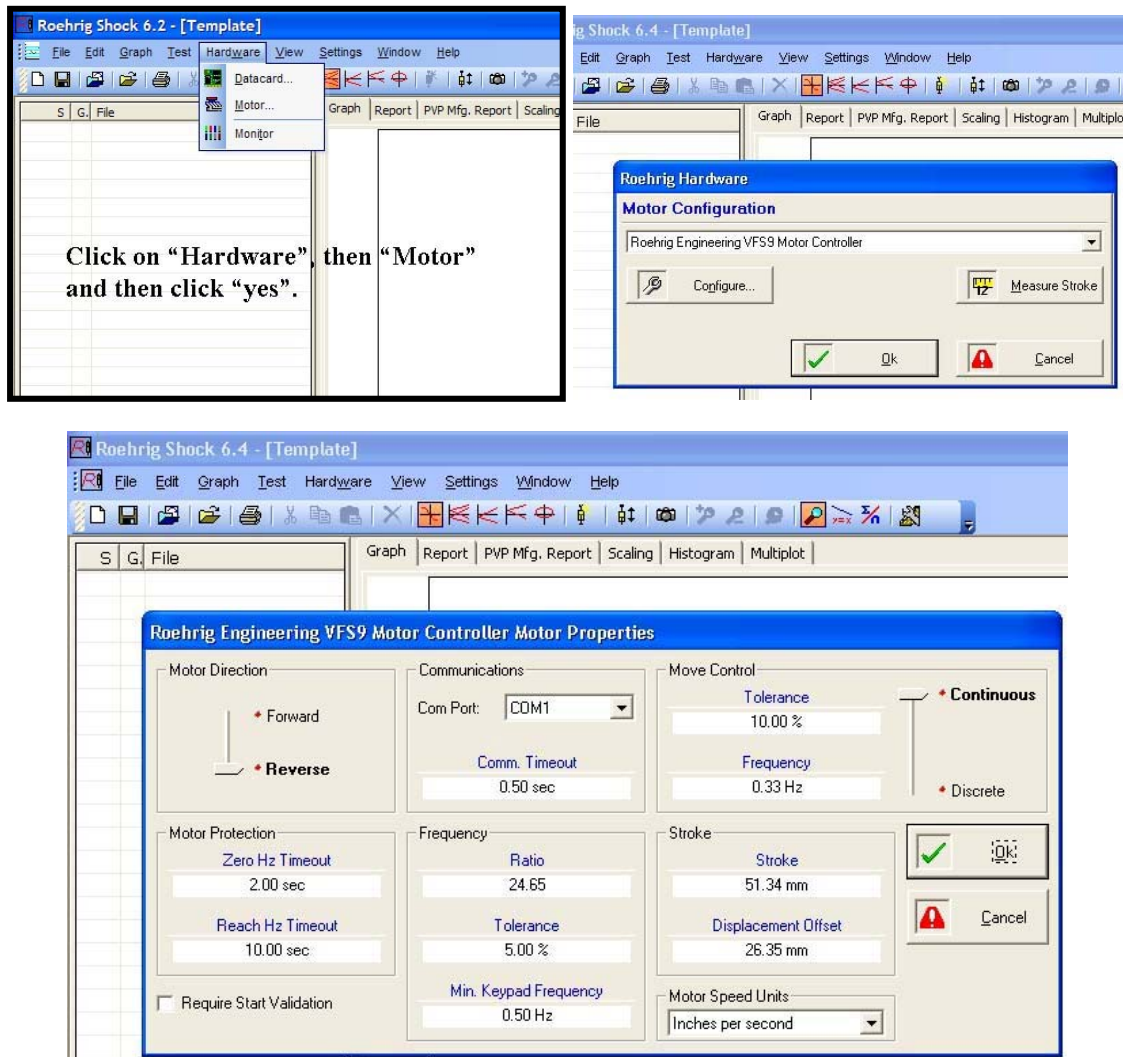 Roehrig Shock 6.2 - [Template]
File Edit Graph Test Hardware View Settings Window Help
Datacard...
Motor...
Monitor
S G. File
Graph Report PVP Mfg. Report Scaling
Click on “Hardware”, then “Motor”
and then click “yes”.
ig Shock 6.4 - [Template]
Edit Graph Test Hardware View Settings Window Help
File
Graph Report PVP Mfg. Report Scaling Histogram Multiplo
Roehrig Hardware
Motor Configuration
Roehrig Engineering VFS9 Motor Controller
Configure...
12
Measure Stroke
Ok
Cancel
Roehrig Shock 6.4 - [Template]
File Edit Graph Test Hardware View Settings Window Help
y=x
S G. File
Graph Report PVP Mfg. Report Scaling Histogram Multiplot
Roehrig Engineering VFS9 Motor Controller Motor Properties
Motor Direction
* Forward
* Reverse
Communications
Com Port: COM1
Comm. Timeout
0.50 sec
Move Control
Tolerance
10.00 %
Frequency
0.33 Hz
* Continuous
* Discrete
Motor Protection
Zero Hz Timeout
2.00 sec
Reach Hz Timeout
10.00 sec
Require Start Validation
Frequency
Ratio
24.65
Tolerance
5.00 %
Min. Keypad Frequency
0.50 Hz
Stroke
Stroke
51.34 mm
Displacement Offset
26.35 mm
Motor Speed Units
Inches per second
Ok
Cancel